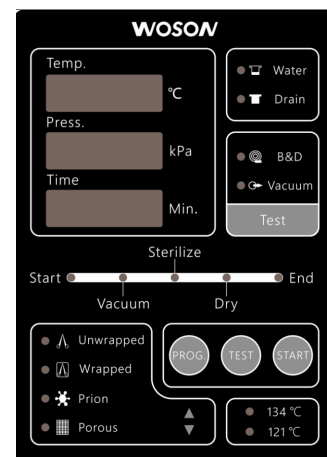 WOSON
Temp.
℃
Press.
kPa
Time
Min.
Water
Drain
B&D
Vacuum
Test
Sterilize
Start
End
Vacuum
Dry
Unwrapped
Wrapped
Prion
Porous
PROG.
TEST
START
134 ℃
121 ℃